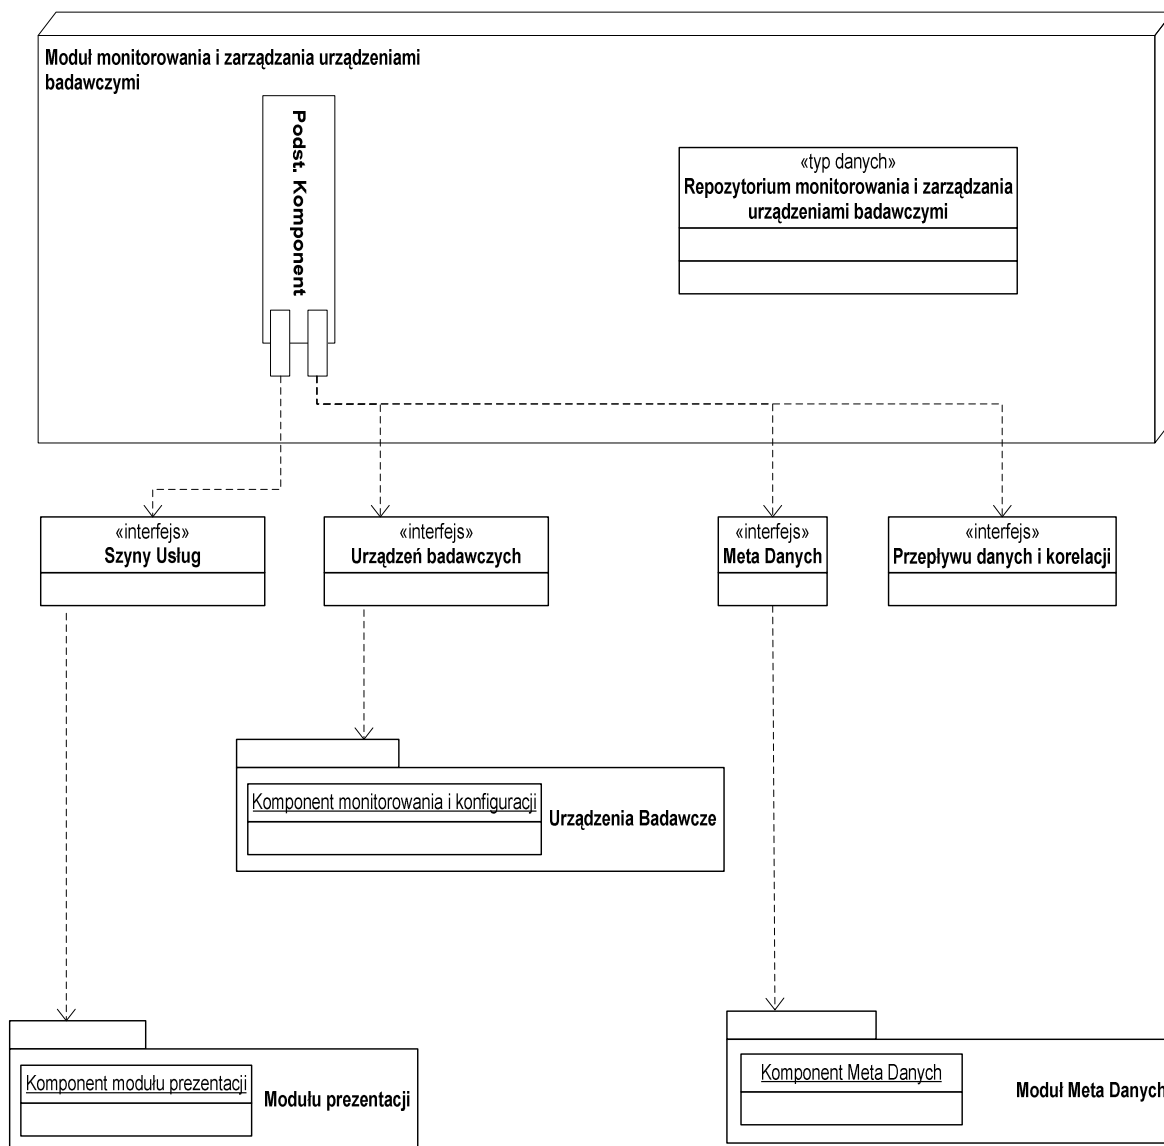 Moduł monitorowania i zarządzania urządzeniami
badawczymi
Podst. Komponent
«typ danych»
Repozytorium monitorowania i zarządzania
urządzeniami badawczymi
«interfejs»
Szyny Usług
«interfejs»
Urządzeń badawczych
«interfejs»
Meta Danych
«interfejs»
Przepływu danych i korelacji
Komponent monitorowania i konfiguracji
Urządzenia Badawcze
Komponent modułu prezentacji
Modułu prezentacji
Komponent Meta Danych
Moduł Meta Danych